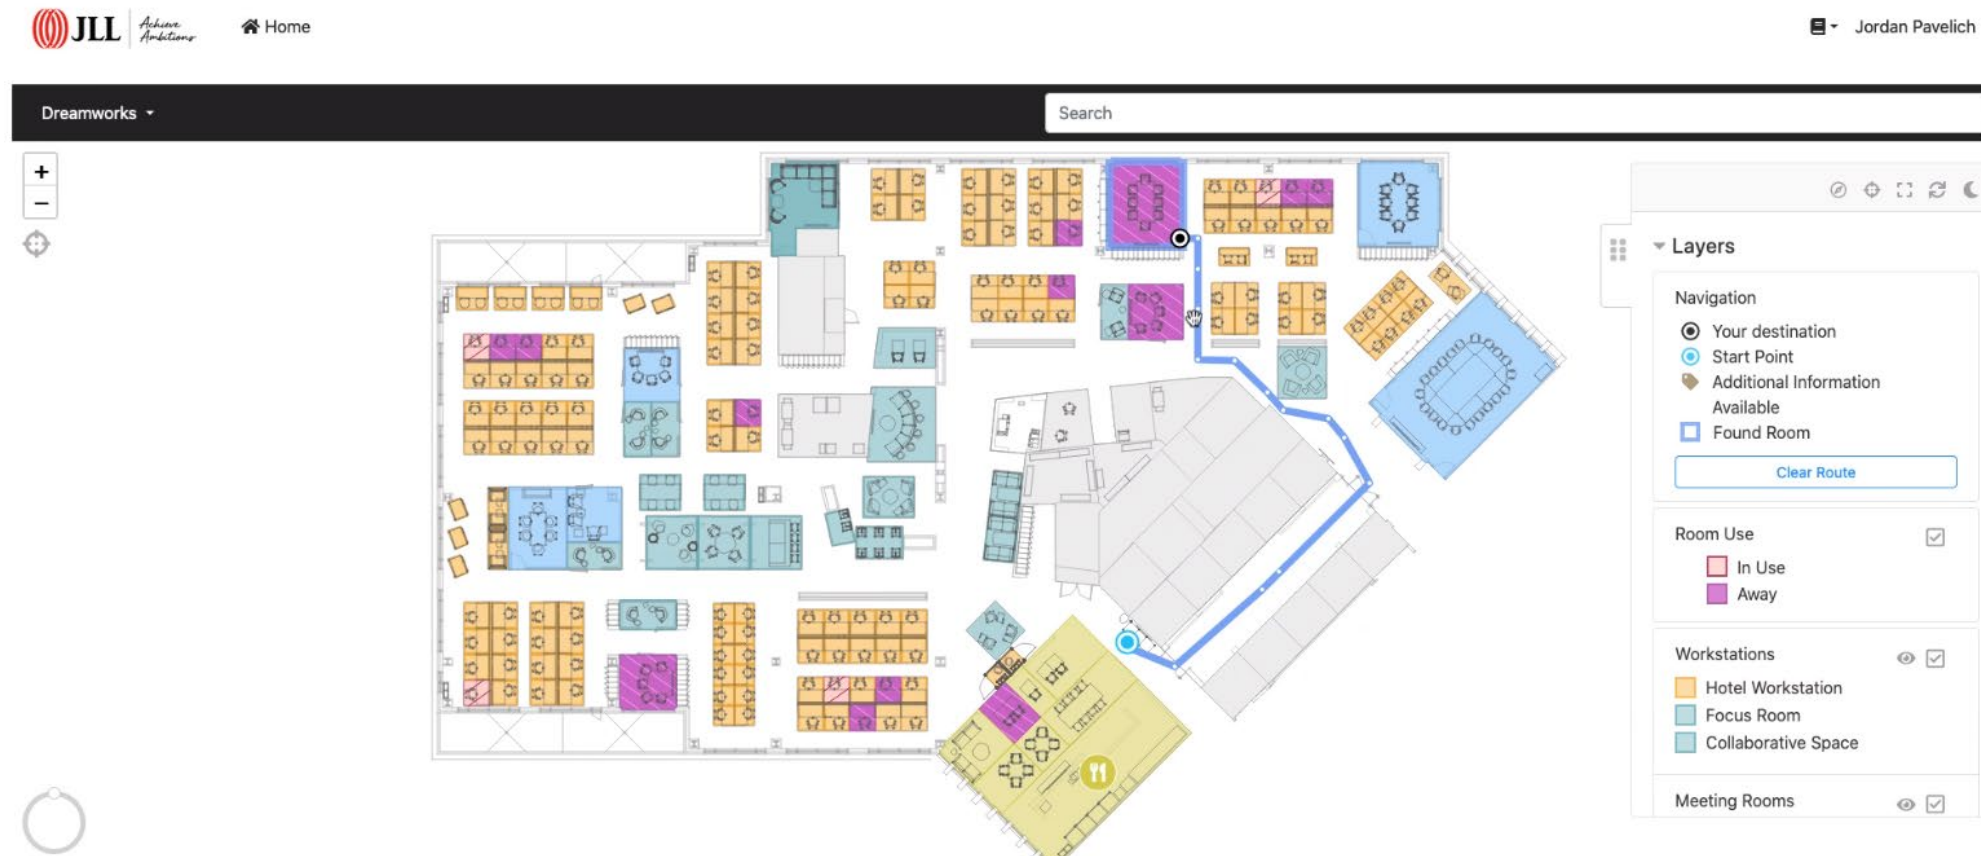 JLL
Achieve
Ambitions
Home
Jordan Pavelich
Dreamworks
Search
+
−
Layers
Navigation
Your destination
Start Point
Additional Information
Available
Found Room
Clear Route
Room Use
In Use
Away
Workstations
Hotel Workstation
Focus Room
Collaborative Space
Meeting Rooms